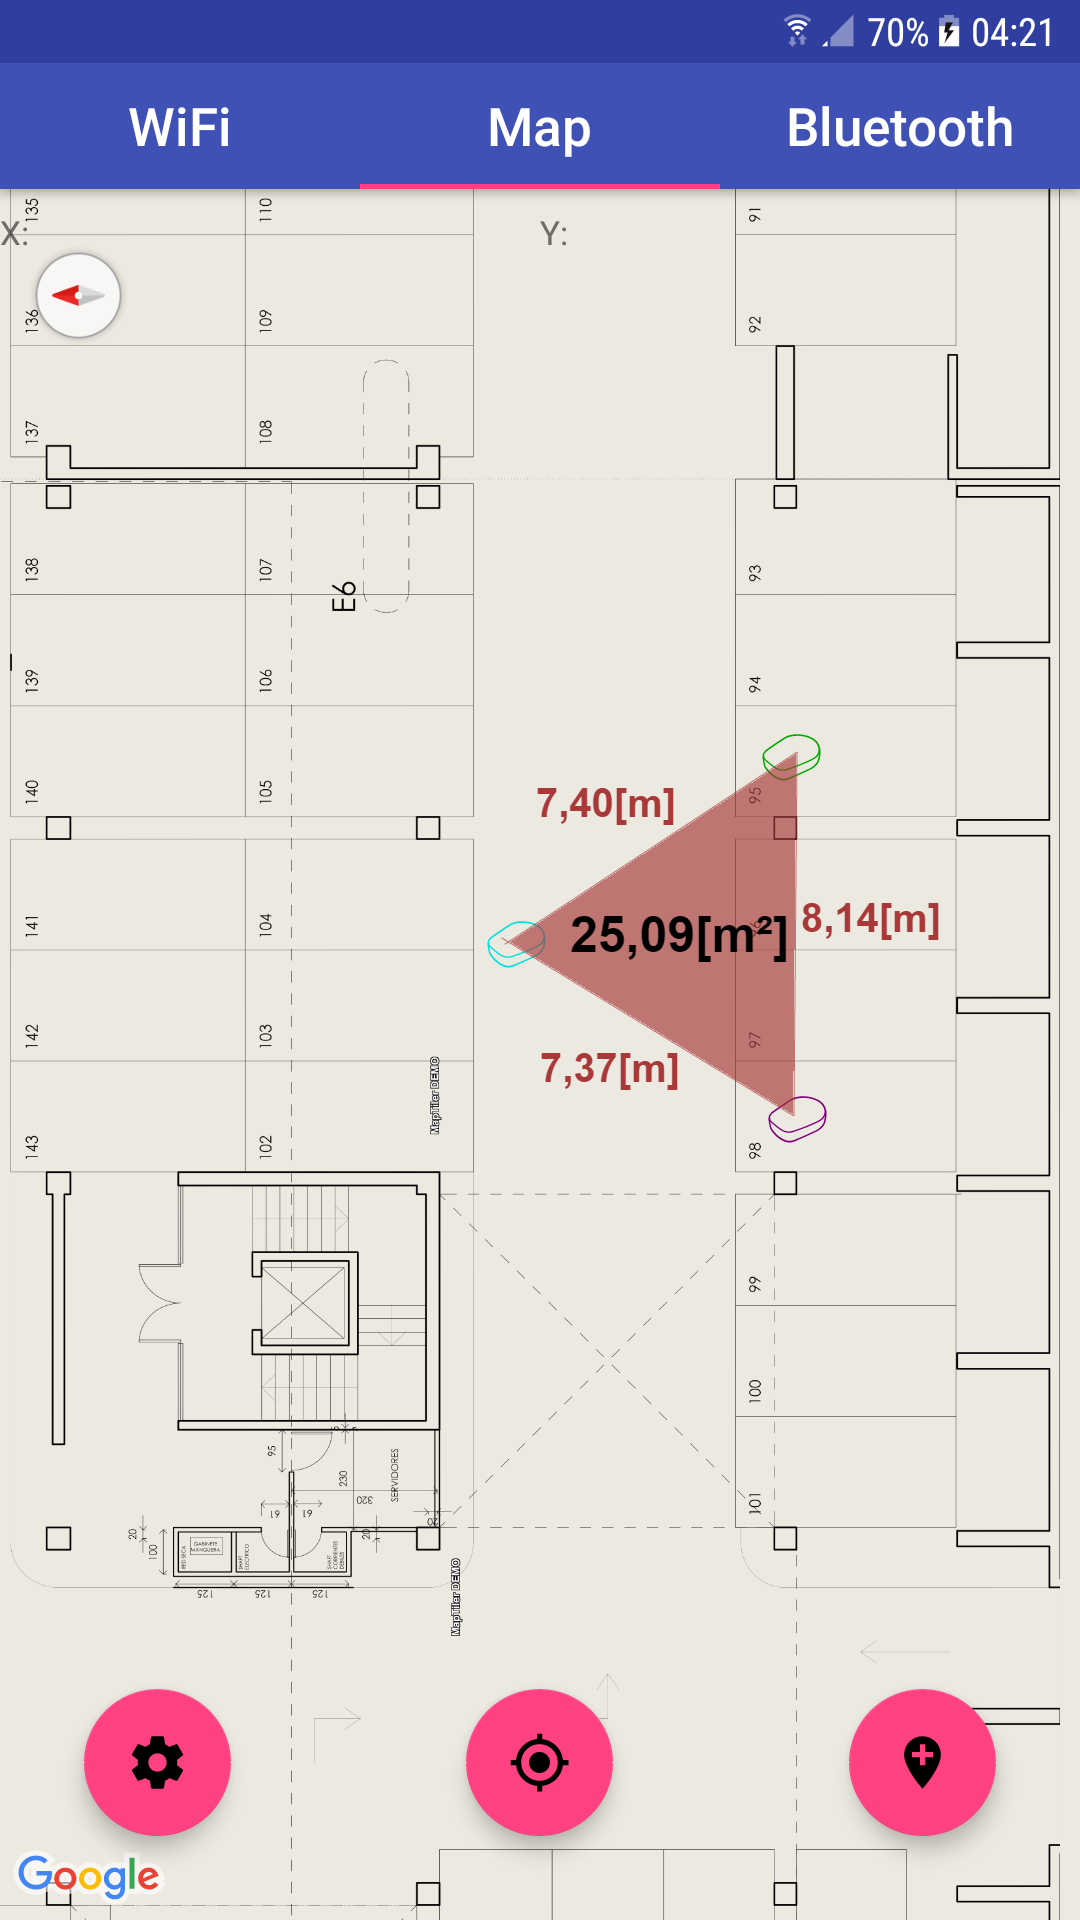 70% 04:21
WiFi Map Bluetooth
X: Y:
135 110 91
136 109 92
137 108
138 107 93
E6
139 106 94
140 105 95
7,40[m]
141 104
25,09[m²] 8,14[m]
142 103 97
7,37[m]
MapTiler DEMO
143 102 98
99
100
95
230
SERVIDORES
320
61 61
101
20
20 20
100
RED SECA
GABINETE
MANGUERA
SHAFT
ELECTRICO
SHAFT
CORRIENTES
DEBILES
125 125 125
MapTiler DEMO
Google